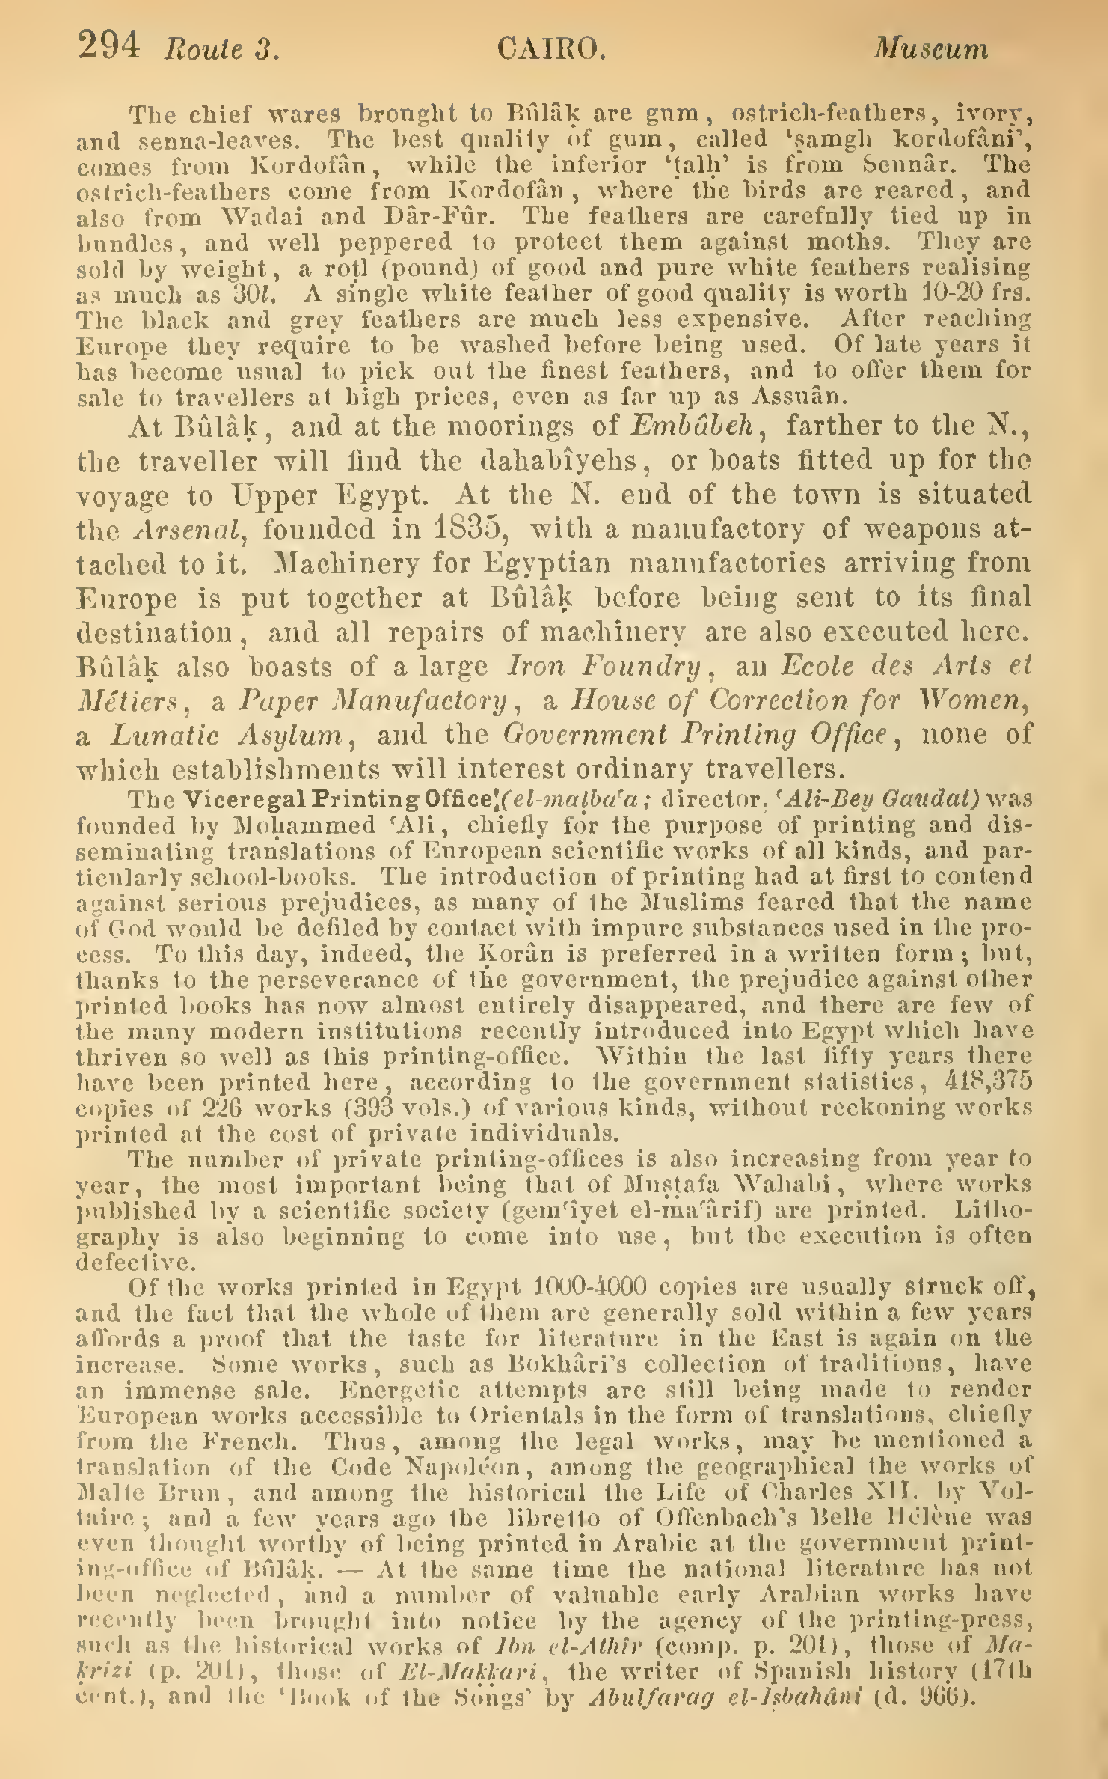 294 Route 3. CAIRO. Museum
The chief wares brought to Bûlâḳ are gum, ostrich-feathers, ivory,
and senna-leaves. The best quality of gum, called 'ṣamgh kordofâni',
comes from Kordofân, while the inferior 'ṭalḥ' is from Sennâr. The
ostrich-feathers come from Kordofân, where the birds are reared, and
also from Wadai and Dâr-Fûr. The feathers are carefully tied up in
bundles, and well peppered to protect them against moths. They are
sold by weight, a roṭl (pound) of good and pure white feathers realising
as much as 30l. A single white feather of good quality is worth 10-20 frs.
The black and grey feathers are much less expensive. After reaching
Europe they require to be washed before being used. Of late years it
has become usual to pick out the finest feathers, and to offer them for
sale to travellers at high prices, even as far up as Assuân.
At Bûlâḳ, and at the moorings of Embâbeh, farther to the N.,
the traveller will find the dahabîyehs, or boats fitted up for the
voyage to Upper Egypt. At the N. end of the town is situated
the Arsenal, founded in 1835, with a manufactory of weapons at-
tached to it. Machinery for Egyptian manufactories arriving from
Europe is put together at Bûlâḳ before being sent to its final
destination, and all repairs of machinery are also executed here.
Bûlâḳ also boasts of a large Iron Foundry, an Ecole des Arts et
Métiers, a Paper Manufactory, a House of Correction for Women,
a Lunatic Asylum, and the Government Printing Office, none of
which establishments will interest ordinary travellers.
The Viceregal Printing Office (el-maṭba'a; director, 'Ali-Bey Gaudat) was
founded by Moḥammed 'Ali, chiefly for the purpose of printing and dis-
seminating translations of European scientific works of all kinds, and par-
ticularly school-books. The introduction of printing had at first to contend
against serious prejudices, as many of the Muslims feared that the name
of God would be defiled by contact with impure substances used in the pro-
cess. To this day, indeed, the Ḳorân is preferred in a written form; but,
thanks to the perseverance of the government, the prejudice against other
printed books has now almost entirely disappeared, and there are few of
the many modern institutions recently introduced into Egypt which have
thriven so well as this printing-office. Within the last fifty years there
have been printed here, according to the government statistics, 418,375
copies of 226 works (393 vols.) of various kinds, without reckoning works
printed at the cost of private individuals.
The number of private printing-offices is also increasing from year to
year, the most important being that of Muṣṭafa Wahabi, where works
published by a scientific society (gem'îyet el-ma'ârif) are printed. Litho-
graphy is also beginning to come into use, but the execution is often
defective.
Of the works printed in Egypt 1000-4000 copies are usually struck off,
and the fact that the whole of them are generally sold within a few years
affords a proof that the taste for literature in the East is again on the
increase. Some works, such as Bokhâri's collection of traditions, have
an immense sale. Energetic attempts are still being made to render
European works accessible to Orientals in the form of translations, chiefly
from the French. Thus, among the legal works, may be mentioned a
translation of the Code Napoléon, among the geographical the works of
Malte Brun, and among the historical the Life of Charles XII. by Vol-
taire; and a few years ago the libretto of Offenbach's Belle Hélène was
even thought worthy of being printed in Arabic at the government print-
ing-office of Bûlâḳ. — At the same time the national literature has not
been neglected, and a number of valuable early Arabian works have
recently been brought into notice by the agency of the printing-press,
such as the historical works of Ibn el-Athîr (comp. p. 201), those of Ma-
ḳrizi (p. 201), those of El-Maḳḳari, the writer of Spanish history (17th
cent.), and the 'Book of the Songs' by Abulfarag el-Iṣbahâni (d. 966).